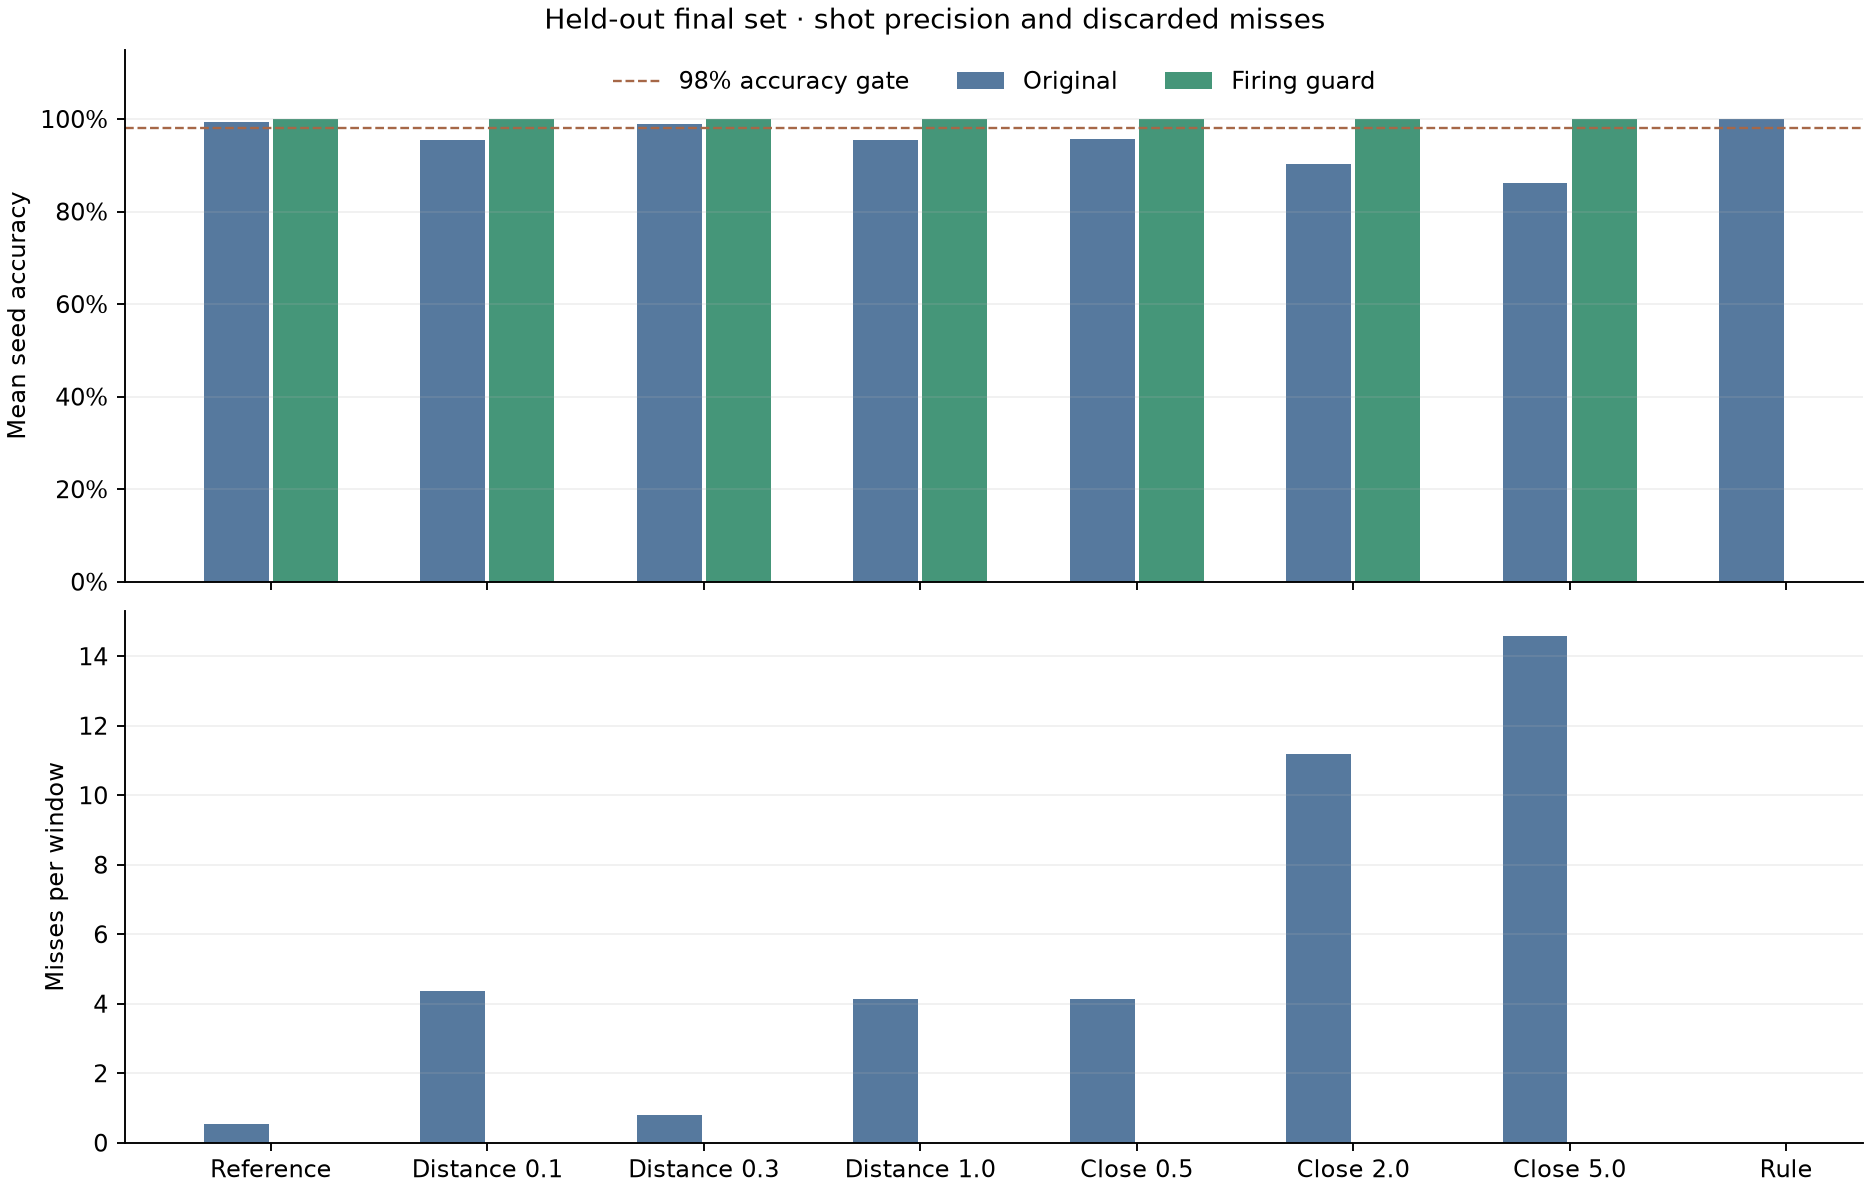 Held-out final set · shot precision and discarded misses
98% accuracy gate
Original
Firing guard
Mean seed accuracy
100%
80%
60%
40%
20%
0%
Misses per window
14
12
10
8
6
4
2
0
Reference
Distance 0.1
Distance 0.3
Distance 1.0
Close 0.5
Close 2.0
Close 5.0
Rule